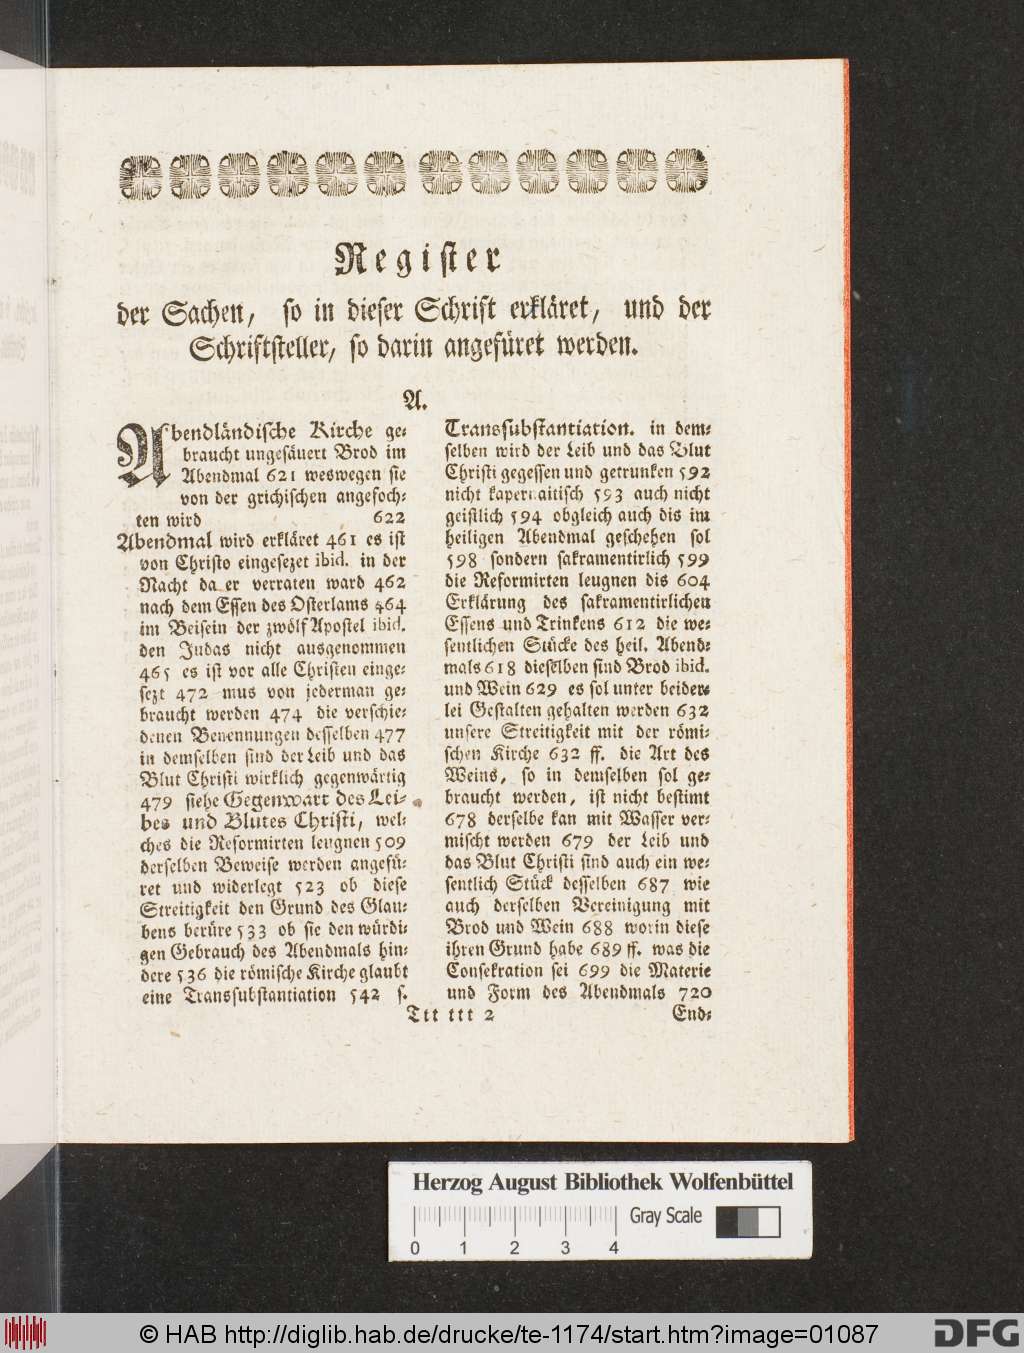 Register
der Sachen, so in dieser Schrift erkläret, und der
Schriftsteller, so darin angefüret werden.
A.
Abendländische Kirche ge-
braucht ungesäuert Brod im
Abendmal 621 weswegen sie
von der grichischen angefoch-
ten wird 622
Abendmal wird erkläret 461 es ist
von Christo eingesezet ibid. in der
Nacht da er verraten ward 462
nach dem Essen des Osterlams 464
im Beisein der zwölf Apostel ibid.
den Judas nicht ausgenommen
465 es ist vor alle Christen einge-
sezt 472 mus von jederman ge-
braucht werden 474 die verschie-
denen Benennungen desselben 477
in demselben sind der Leib und das
Blut Christi wirklich gegenwärtig
479 siehe Gegenwart des Lei-
bes und Blutes Christi, wel-
ches die Reformirten leugnen 509
derselben Beweise werden angefü-
ret und widerlegt 523 ob diese
Streitigkeit den Grund des Glau-
bens berüre 533 ob sie den würdi-
gen Gebrauch des Abendmals hin-
dere 536 die römische Kirche glaubt
eine Transsubstantiation 542 s.
Transsubstantiation. in dem-
selben wird der Leib und das Blut
Christi gegessen und getrunken 592
nicht kapernaitisch 593 auch nicht
geistlich 594 obgleich auch dis im
heiligen Abendmal geschehen sol
598 sondern sakramentirlich 599
die Reformirten leugnen dis 604
Erklärung des sakramentirlichen
Essens und Trinkens 612 die we-
sentlichen Stücke des heil. Abend-
mals 618 dieselben sind Brod ibid.
und Wein 629 es sol unter beider-
lei Gestalten gehalten werden 632
unsere Streitigkeit mit der römi-
schen Kirche 632 ff. die Art des
Weins, so in demselben sol ge-
braucht werden, ist nicht bestimt
678 derselbe kan mit Wasser ver-
mischt werden 679 der Leib und
das Blut Christi sind auch ein we-
sentlich Stück desselben 687 wie
auch derselben Vereinigung mit
Brod und Wein 688 worin diese
ihren Grund habe 689 ff. was die
Consekration sei 699 die Materie
und Form des Abendmals 720
Ttt ttt 2 End-
Herzog August Bibliothek Wolfenbüttel
Gray Scale
0 1 2 3 4
© HAB http://diglib.hab.de/drucke/te-1174/start.htm?image=01087
DFG